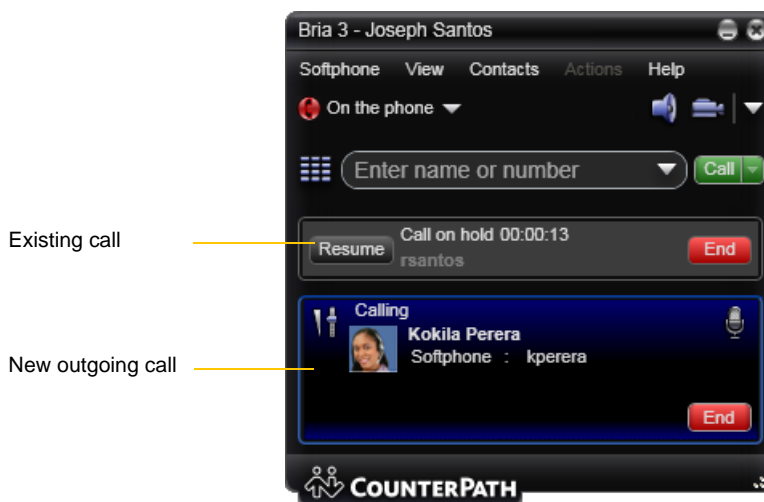 Bria 3 - Joseph Santos
Softphone View Contacts Actions Help
On the phone
Enter name or number
Call
Existing call
Call on hold 00:00:13
Resume
rsantos
End
Calling
Kokila Perera
New outgoing call
Softphone : kperera
End
COUNTERPATH